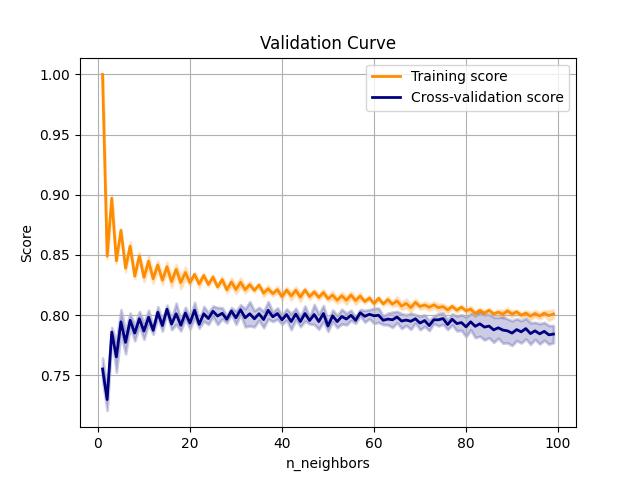 Validation Curve
Training score
Cross-validation score
1.00
0.95
0.90
0.85
0.80
0.75
Score
0
20
40
60
80
100
n_neighbors